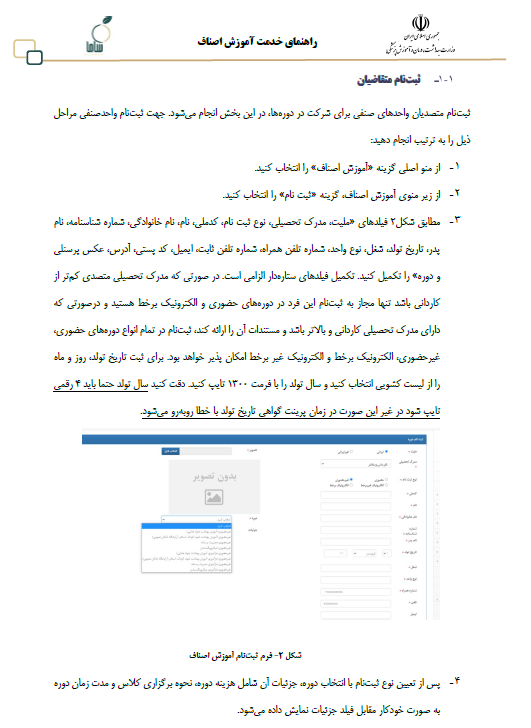 جمهوری اسلامی ایران
وزارت بهداشت، درمان و آموزش پزشکی
راهنمای خدمت آموزش اصناف
ساما
۱-۱- ثبت‌نام متقاضیان
ثبت‌نام متصدیان واحدهای صنفی برای شرکت در دوره‌ها، در این بخش انجام می‌شود. جهت ثبت‌نام واحدصنفی مراحل
ذیل را به ترتیب انجام دهید:
۱- از منو اصلی گزینه «آموزش اصناف» را انتخاب کنید.
۲- از زیر منوی آموزش اصناف، گزینه «ثبت نام» را انتخاب کنید.
۳- مطابق شکل۲ فیلدهای «ملیت، مدرک تحصیلی، نوع ثبت نام، کدملی، نام، نام خانوادگی، شماره شناسنامه، نام
پدر، تاریخ تولد، شغل، نوع واحد، شماره تلفن همراه، شماره تلفن ثابت، ایمیل، کد پستی، آدرس، عکس پرسنلی
و دوره» را تکمیل کنید. تکمیل فیلدهای ستاره‌دار الزامی است. در صورتی که مدرک تحصیلی متصدی کم‌تر از
کاردانی باشد تنها مجاز به ثبت‌نام این فرد در دوره‌های حضوری و الکترونیک برخط هستید و درصورتی که
دارای مدرک تحصیلی کاردانی و بالاتر باشد و مستندات آن را ارائه کند، ثبت‌نام در تمام انواع دوره‌های حضوری،
غیرحضوری، الکترونیک برخط و الکترونیک غیر برخط امکان پذیر خواهد بود. برای ثبت تاریخ تولد، روز و ماه
را از لیست کشویی انتخاب کنید و سال تولد را با فرمت ۱۳۰۰ تایپ کنید. دقت کنید سال تولد حتما باید ۴ رقمی
تایپ شود در غیر این صورت در زمان پرینت گواهی تاریخ تولد با خطا روبه‌رو می‌شود.
بدون تصویر
شکل ۲- فرم ثبت‌نام آموزش اصناف
۴- پس از تعیین نوع ثبت‌نام با انتخاب دوره، جزئیات آن شامل هزینه دوره، نحوه برگزاری کلاس و مدت زمان دوره
به صورت خودکار مقابل فیلد جزئیات نمایش داده می‌شود.